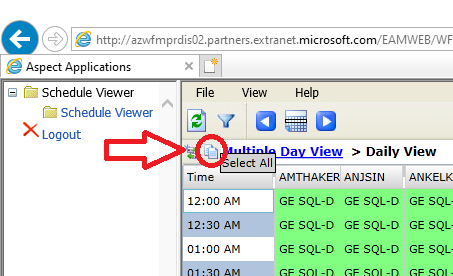 http://azwfmprdis02.partners.extranet.microsoft.com/EAMWEB/WF
Aspect Applications
Schedule Viewer
Schedule Viewer
Logout
File View Help
Multiple Day View > Daily View
Select All
Time AMTHAKER ANJSIN ANKELK
12:00 AM GE SQL-D GE SQL-D GE SQL-D
12:30 AM GE SQL-D GE SQL-D GE SQL-D
01:00 AM GE SQL-D GE SQL-D GE SQL-D
01:30 AM GE SQL-D GE SQL-D GE SQL-D